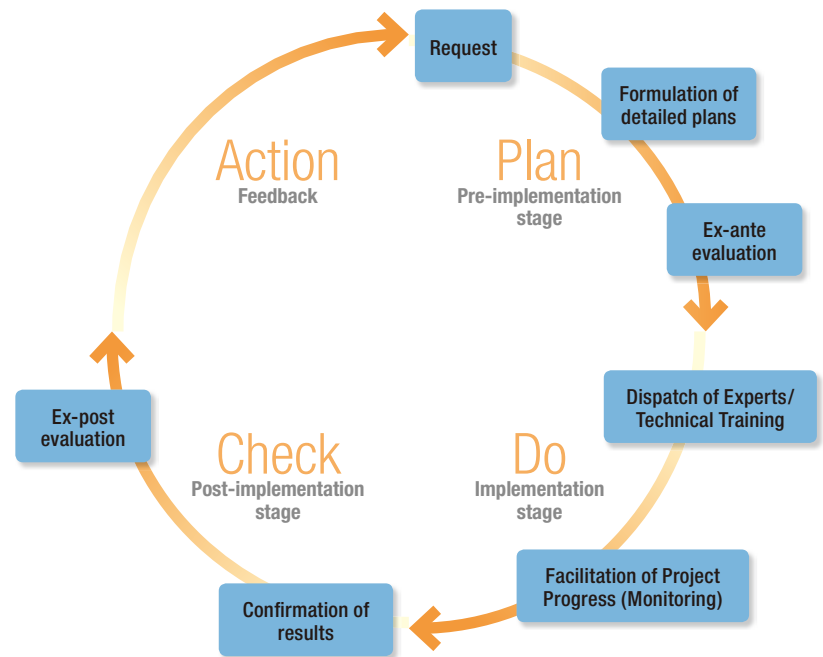 Request
Formulation of
detailed plans
Action
Feedback
Plan
Pre-implementation
stage
Ex-ante
evaluation
Dispatch of Experts/
Technical Training
Ex-post
evaluation
Check
Post-implementation
stage
Do
Implementation
stage
Facilitation of Project
Progress (Monitoring)
Confirmation of
results